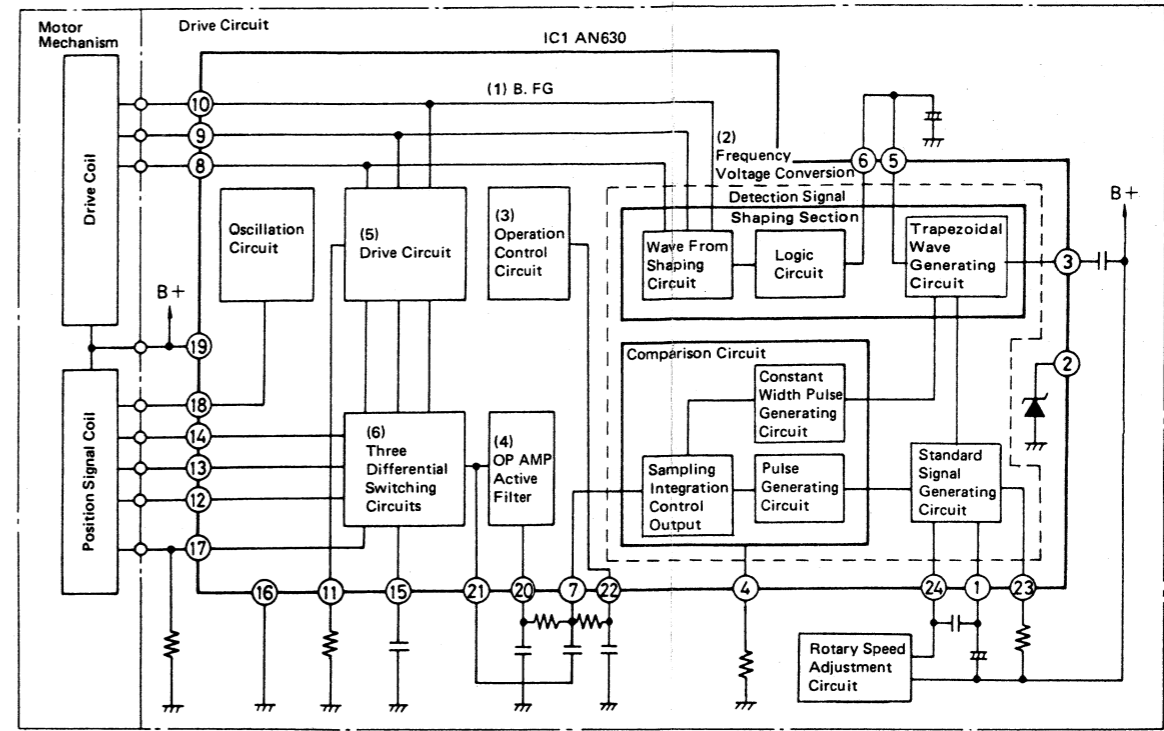 Motor
Mechanism
Drive Circuit
IC1 AN630
Drive Coil
10
(1) B. FG
9
8
(2)
Frequency
Voltage Conversion
6
5
B+
Detection Signal
Shaping Section
Oscillation
Circuit
(5)
Drive Circuit
(3)
Operation
Control
Circuit
Wave From
Shaping
Circuit
Logic
Circuit
Trapezoidal
Wave
Generating
Circuit
3
B+
19
2
Comparison Circuit
Constant
Width Pulse
Generating
Circuit
Position Signal Coil
18
14
13
12
17
(6)
Three
Differential
Switching
Circuits
(4)
OP AMP
Active
Filter
Sampling
Integration
Control
Output
Pulse
Generating
Circuit
Standard
Signal
Generating
Circuit
16
11
15
21
20
7
22
4
24
1
23
Rotary Speed
Adjustment
Circuit